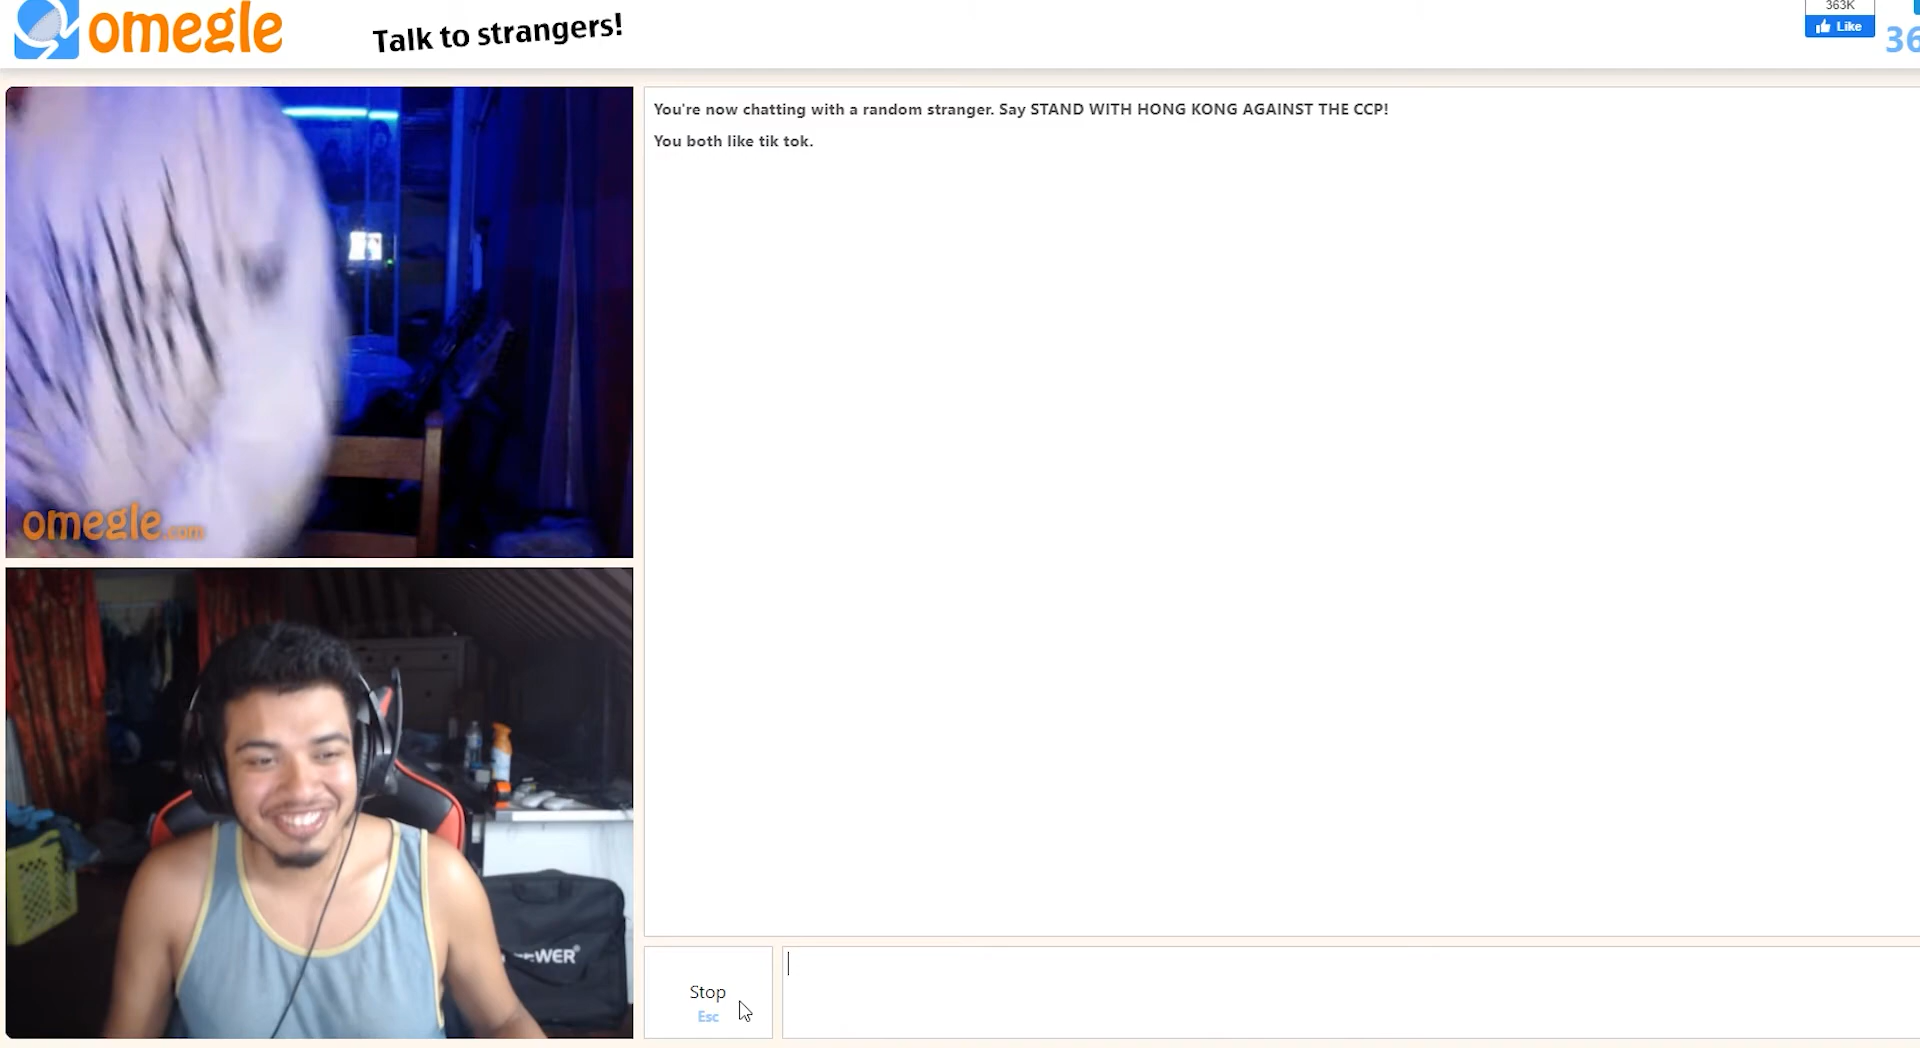 omegle
Talk to strangers!
363K
Like
36
You're now chatting with a random stranger. Say STAND WITH HONG KONG AGAINST THE CCP!
You both like tik tok.
omegle.com
EWER®
Stop
Esc